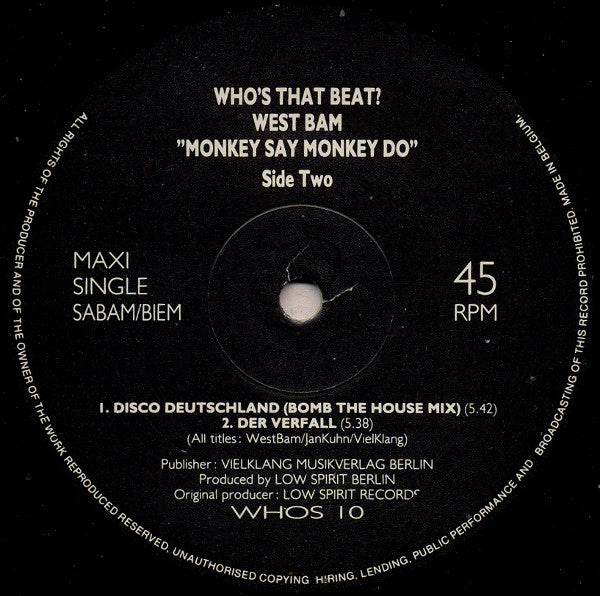 WHO'S THAT BEAT?
WEST BAM
"MONKEY SAY MONKEY DO"
Side Two
MAXI
SINGLE
SABAM/BIEM
45
RPM
1. DISCO DEUTSCHLAND (BOMB THE HOUSE MIX) (5.42)
2. DER VERFALL (5.38)
(All titles: WestBam/JanKuhn/VielKlang)
Publisher: VIELKLANG MUSIKVERLAG BERLIN
Produced by LOW SPIRIT BERLIN
Original producer: LOW SPIRIT RECORDS
WHOS 10
ALL RIGHTS OF THE PRODUCER AND OF THE OWNER OF THE WORK REPRODUCED RESERVED. UNAUTHORISED COPYING HIRING. LENDING. PUBLIC PERFORMANCE AND BROADCASTING OF THIS RECORD PROHIBITED. MADE IN BELGIUM.